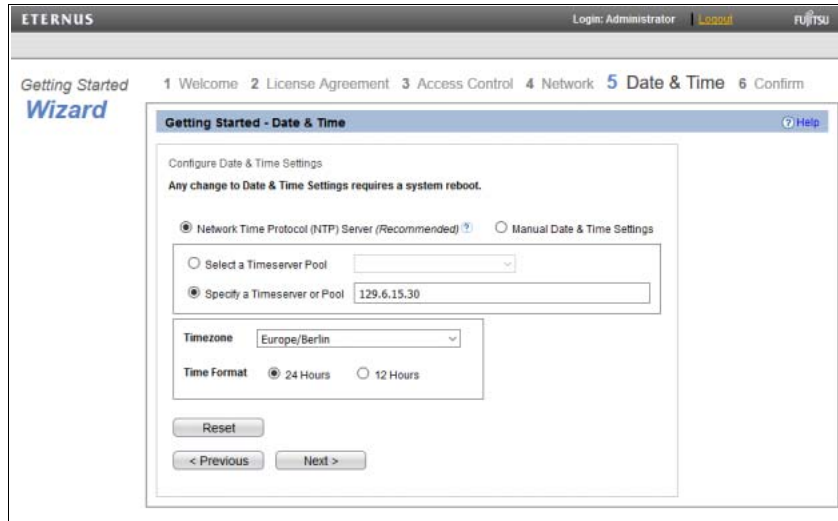 ETERNUS Login: Administrator Logout FUJITSU
Getting Started
Wizard
1 Welcome 2 License Agreement 3 Access Control 4 Network 5 Date & Time 6 Confirm
Getting Started - Date & Time ? Help
Configure Date & Time Settings
Any change to Date & Time Settings requires a system reboot.
Network Time Protocol (NTP) Server (Recommended) ? Manual Date & Time Settings
Select a Timeserver Pool
Specify a Timeserver or Pool 129.6.15.30
Timezone Europe/Berlin
Time Format 24 Hours 12 Hours
Reset
< Previous Next >